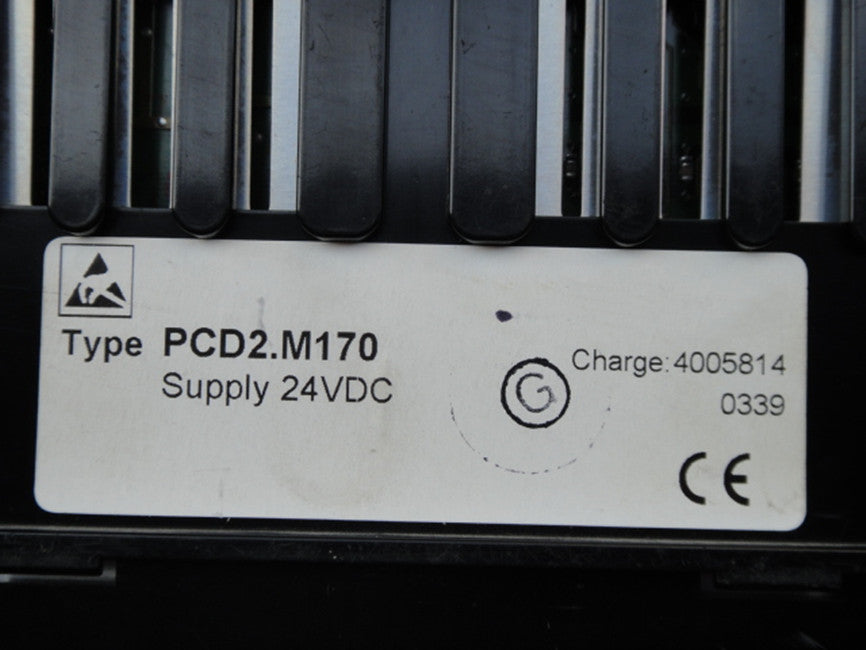 Type PCD2.M170
Supply 24VDC
G
Charge: 4005814
0339
CE